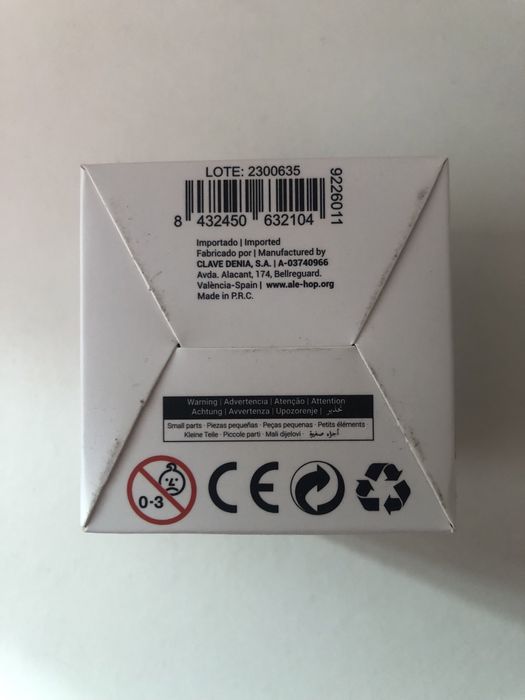 LOTE: 2300635
9226011
8 432450 632104
Importado | Imported
Fabricado por | Manufactured by
CLAVE DENIA, S.A. | A-03740966
Avda. Alacant, 174, Bellreguard.
València-Spain | www.ale-hop.org
Made in P.R.C.
Warning | Advertencia | Atenção | Attention
Achtung | Avvertenza | Upozorenje | تحذير
Small parts · Piezas pequeñas · Peças pequenas · Petits éléments
Kleine Teile · Piccole parti · Mali dijelovi · أجزاء صغيرة
0-3
CE